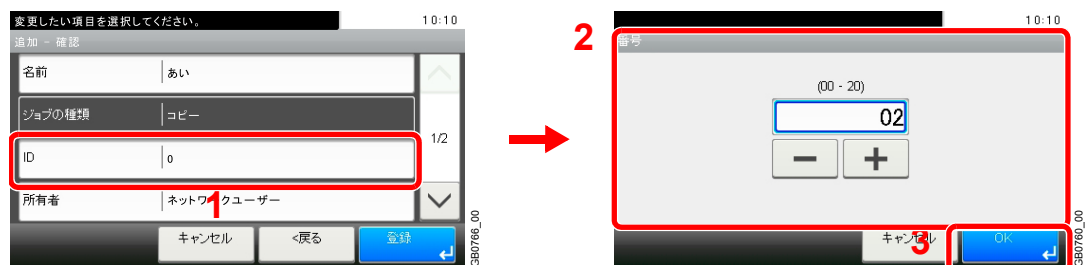 変更したい項目を選択してください。
10:10
追加 - 確認
名前
あい
ジョブの種類
コピー
ID
0
1/2
1
所有者
ネットワークユーザー
キャンセル
<戻る
登録
GB0766_00
2
10:10
番号
(00 - 20)
02
キャンセル
3
OK
GB0760_00